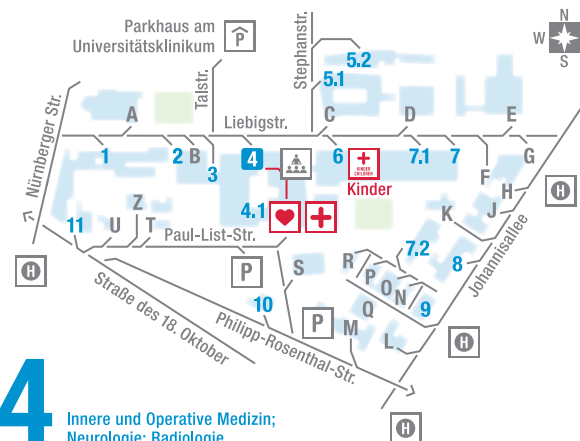 N
W
S
Parkhaus am
Universitätsklinikum
P
Stephanstr.
5.2
5.1
Talstr.
Nürnberger Str.
A
Liebigstr.
C
D
E
1
2
B
3
4
6
KINDER
CHILDREN
Kinder
7.1
7
F
G
H
H
4.1
J
K
Z
11
U
T
Paul-List-Str.
7.2
8
Johannisallee
H
P
S
R
P
O
N
Q
9
10
Straße des 18. Oktober
Philipp-Rosenthal-Str.
P
M
L
H
H
4
Innere und Operative Medizin;
Neurologie; Radiologie